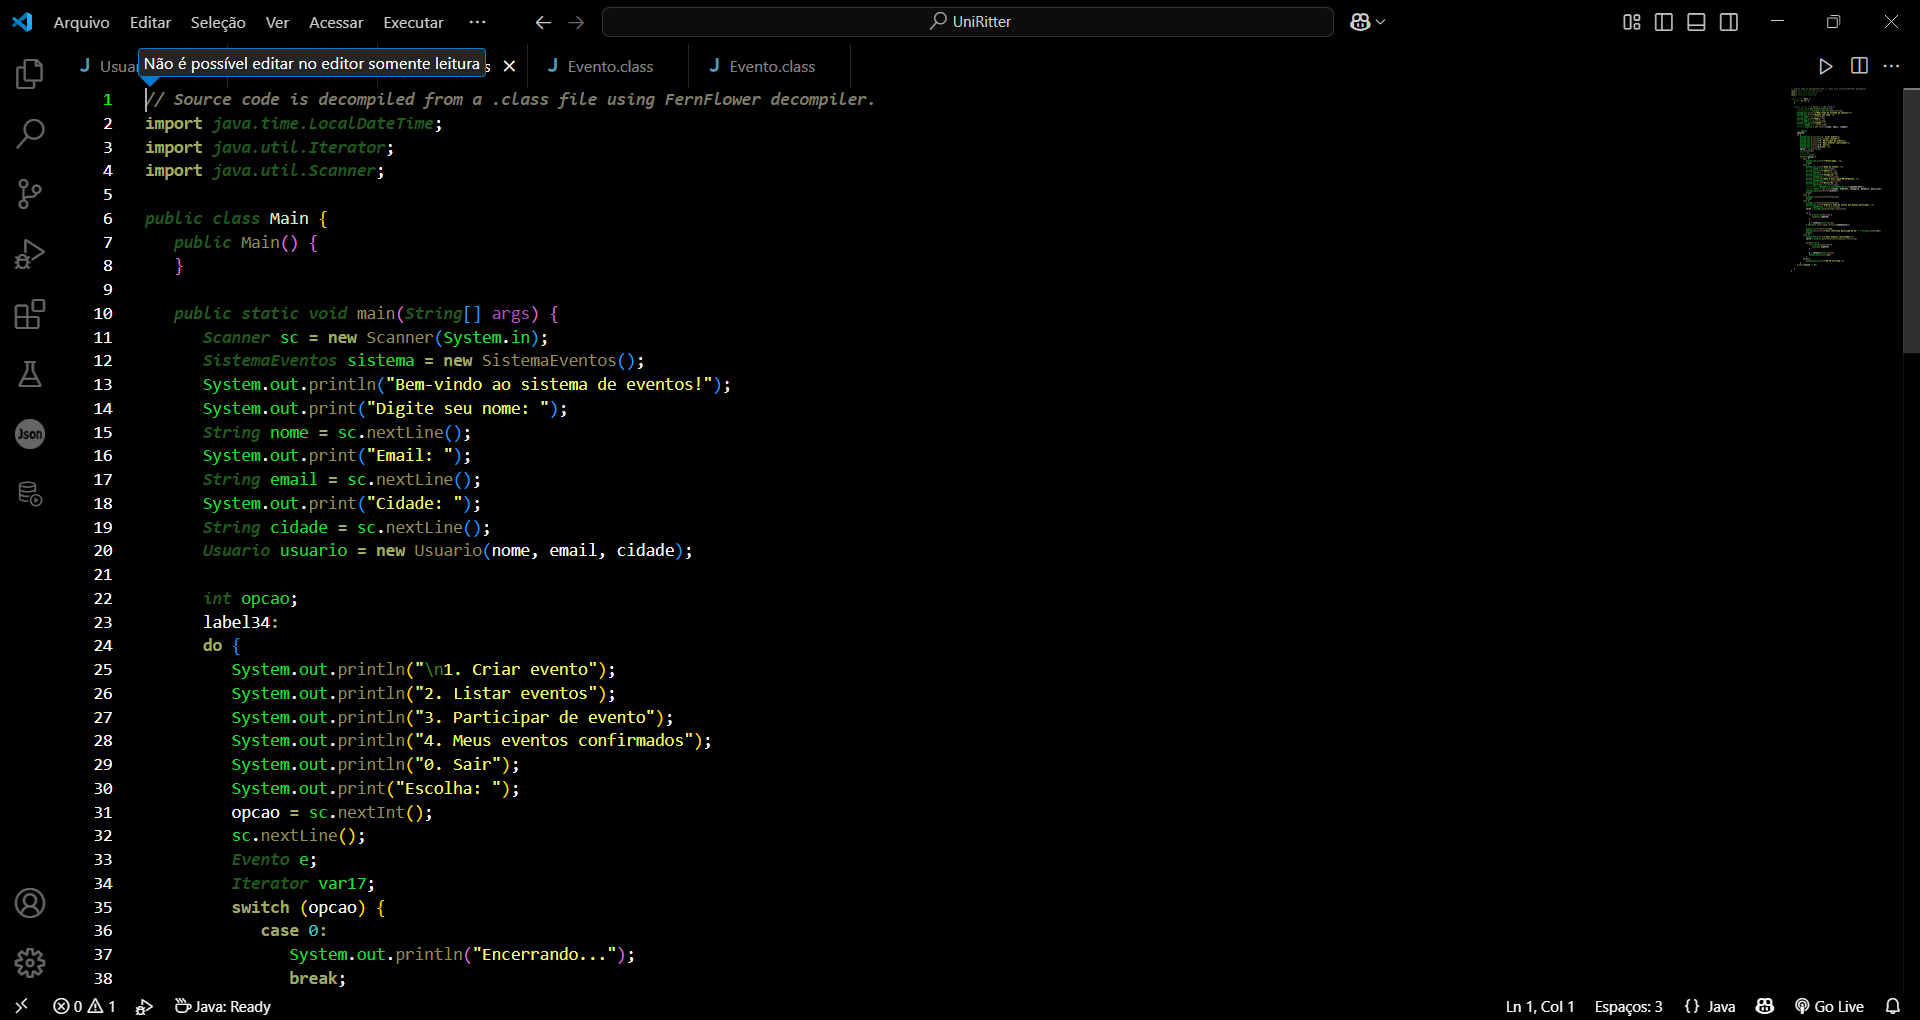 Arquivo Editar Seleção Ver Acessar Executar ··· UniRitter
Usuar Não é possível editar no editor somente leitura s Evento.class Evento.class
1 // Source code is decompiled from a .class file using FernFlower decompiler.
2 import java.time.LocalDateTime;
3 import java.util.Iterator;
4 import java.util.Scanner;
5
6 public class Main {
7 public Main() {
8 }
9
10 public static void main(String[] args) {
11 Scanner sc = new Scanner(System.in);
12 SistemaEventos sistema = new SistemaEventos();
13 System.out.println("Bem-vindo ao sistema de eventos!");
14 System.out.print("Digite seu nome: ");
15 String nome = sc.nextLine();
16 System.out.print("Email: ");
17 String email = sc.nextLine();
18 System.out.print("Cidade: ");
19 String cidade = sc.nextLine();
20 Usuario usuario = new Usuario(nome, email, cidade);
21
22 int opcao;
23 label34:
24 do {
25 System.out.println("\n1. Criar evento");
26 System.out.println("2. Listar eventos");
27 System.out.println("3. Participar de evento");
28 System.out.println("4. Meus eventos confirmados");
29 System.out.println("0. Sair");
30 System.out.print("Escolha: ");
31 opcao = sc.nextInt();
32 sc.nextLine();
33 Evento e;
34 Iterator var17;
35 switch (opcao) {
36 case 0:
37 System.out.println("Encerrando...");
38 break;
Json
0 1 Java: Ready Ln 1, Col 1 Espaços: 3 {} Java Go Live